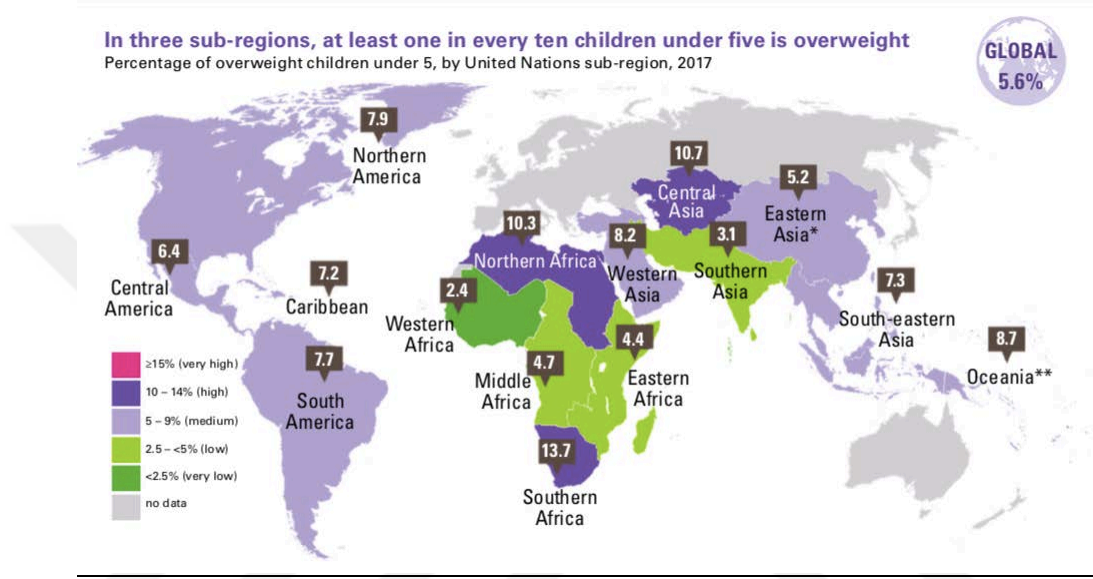 In three sub-regions, at least one in every ten children under five is overweight
Percentage of overweight children under 5, by United Nations sub-region, 2017
GLOBAL
5.6%
7.9
Northern
America
6.4
Central
America
7.2
Caribbean
7.7
South
America
10.3
Northern Africa
2.4
Western
Africa
4.7
Middle
Africa
4.4
Eastern
Africa
13.7
Southern
Africa
10.7
Central
Asia
8.2
Western
Asia
3.1
Southern
Asia
5.2
Eastern
Asia*
7.3
South-eastern
Asia
8.7
Oceania**
≥15% (very high)
10 – 14% (high)
5 – 9% (medium)
2.5 – <5% (low)
<2.5% (very low)
no data